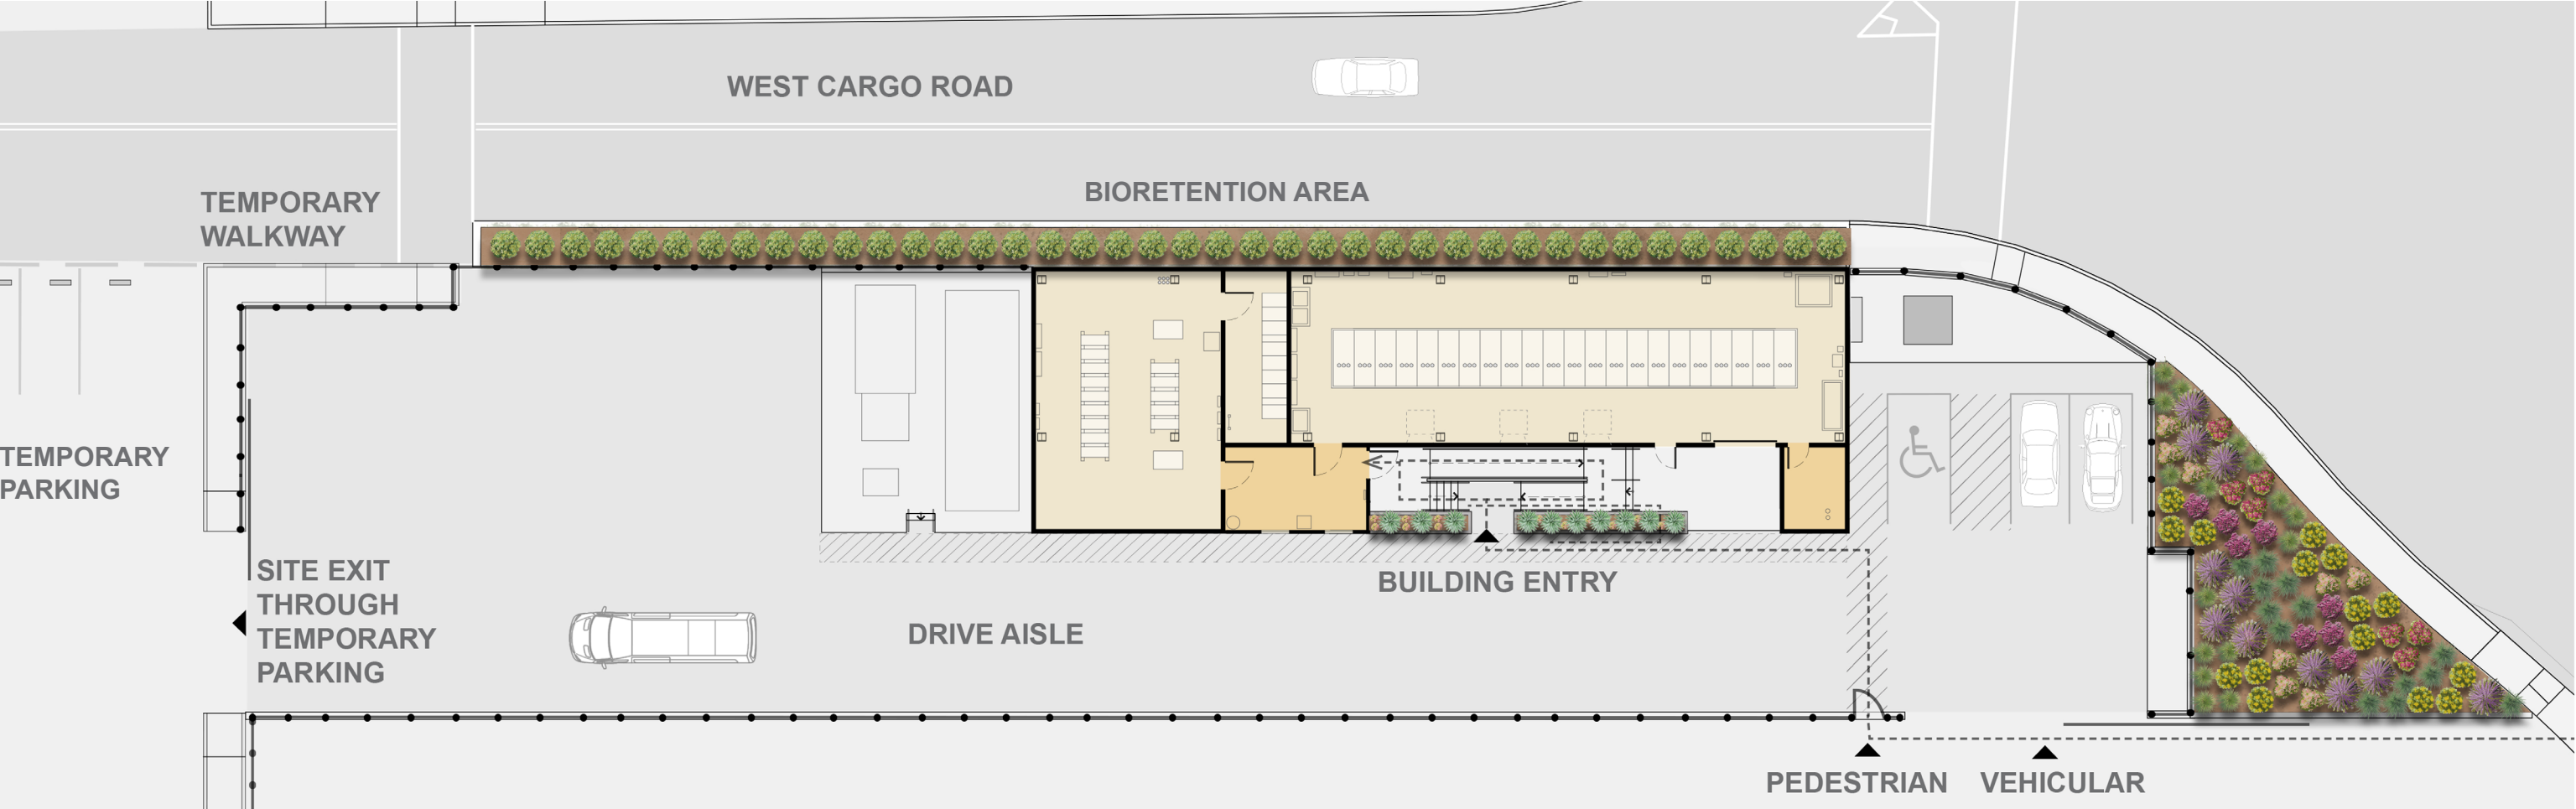 WEST CARGO ROAD
BIORETENTION AREA
TEMPORARY
WALKWAY
TEMPORARY
PARKING
SITE EXIT
THROUGH
TEMPORARY
PARKING
BUILDING ENTRY
DRIVE AISLE
PEDESTRIAN
VEHICULAR